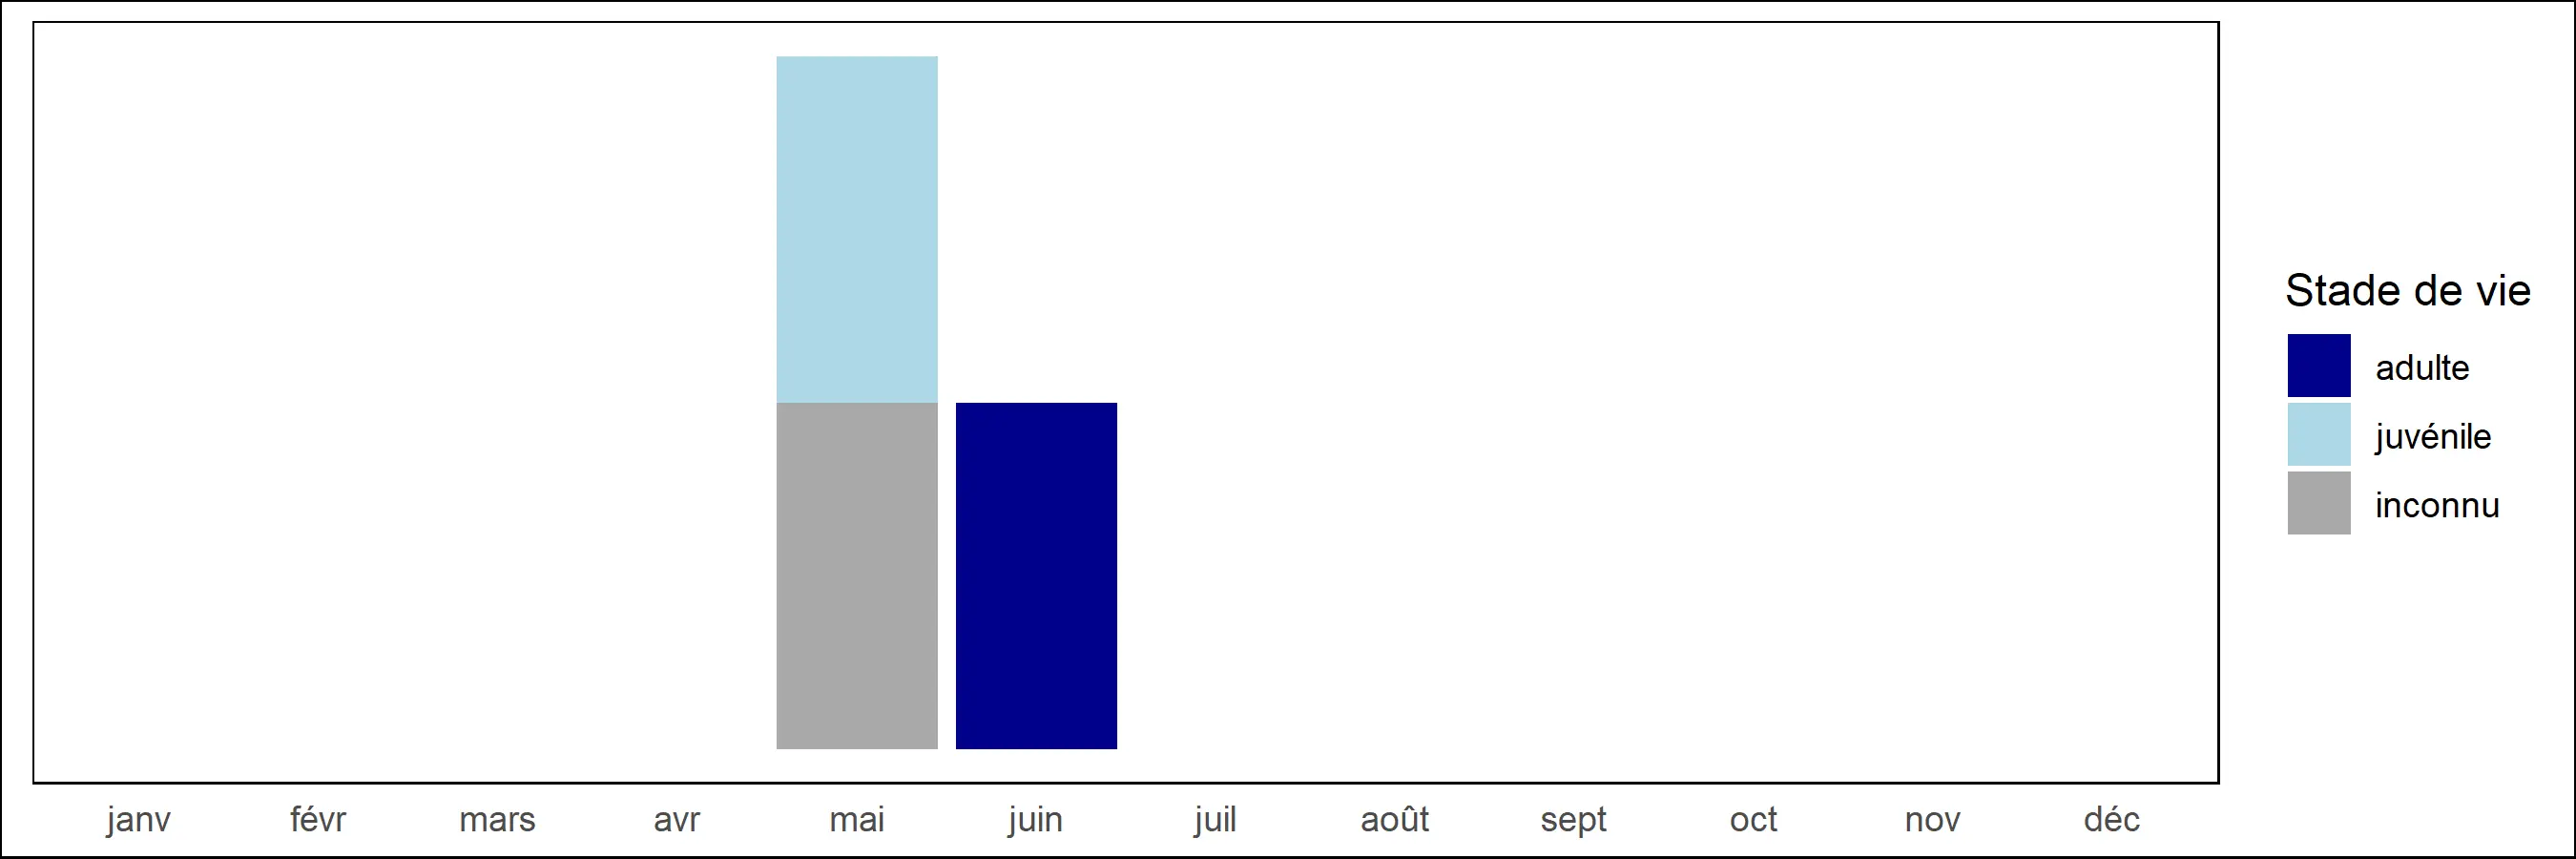 Stade de vie
adulte
juvénile
inconnu
janv févr mars avr mai juin juil août sept oct nov déc